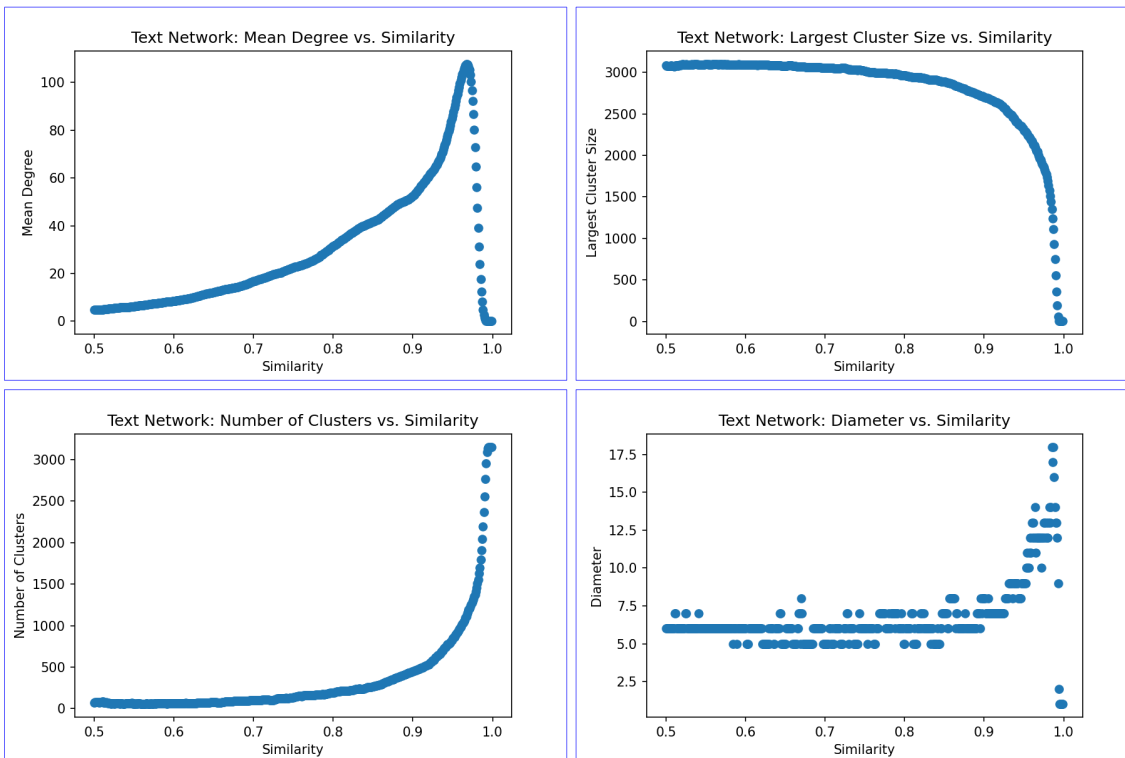 Text Network: Mean Degree vs. Similarity
100
80
60
40
20
0
Mean Degree
0.5 0.6 0.7 0.8 0.9 1.0
Similarity
Text Network: Largest Cluster Size vs. Similarity
3000
2500
2000
1500
1000
500
0
Largest Cluster Size
0.5 0.6 0.7 0.8 0.9 1.0
Similarity
Text Network: Number of Clusters vs. Similarity
3000
2500
2000
1500
1000
500
0
Number of Clusters
0.5 0.6 0.7 0.8 0.9 1.0
Similarity
Text Network: Diameter vs. Similarity
17.5
15.0
12.5
10.0
7.5
5.0
2.5
Diameter
0.5 0.6 0.7 0.8 0.9 1.0
Similarity